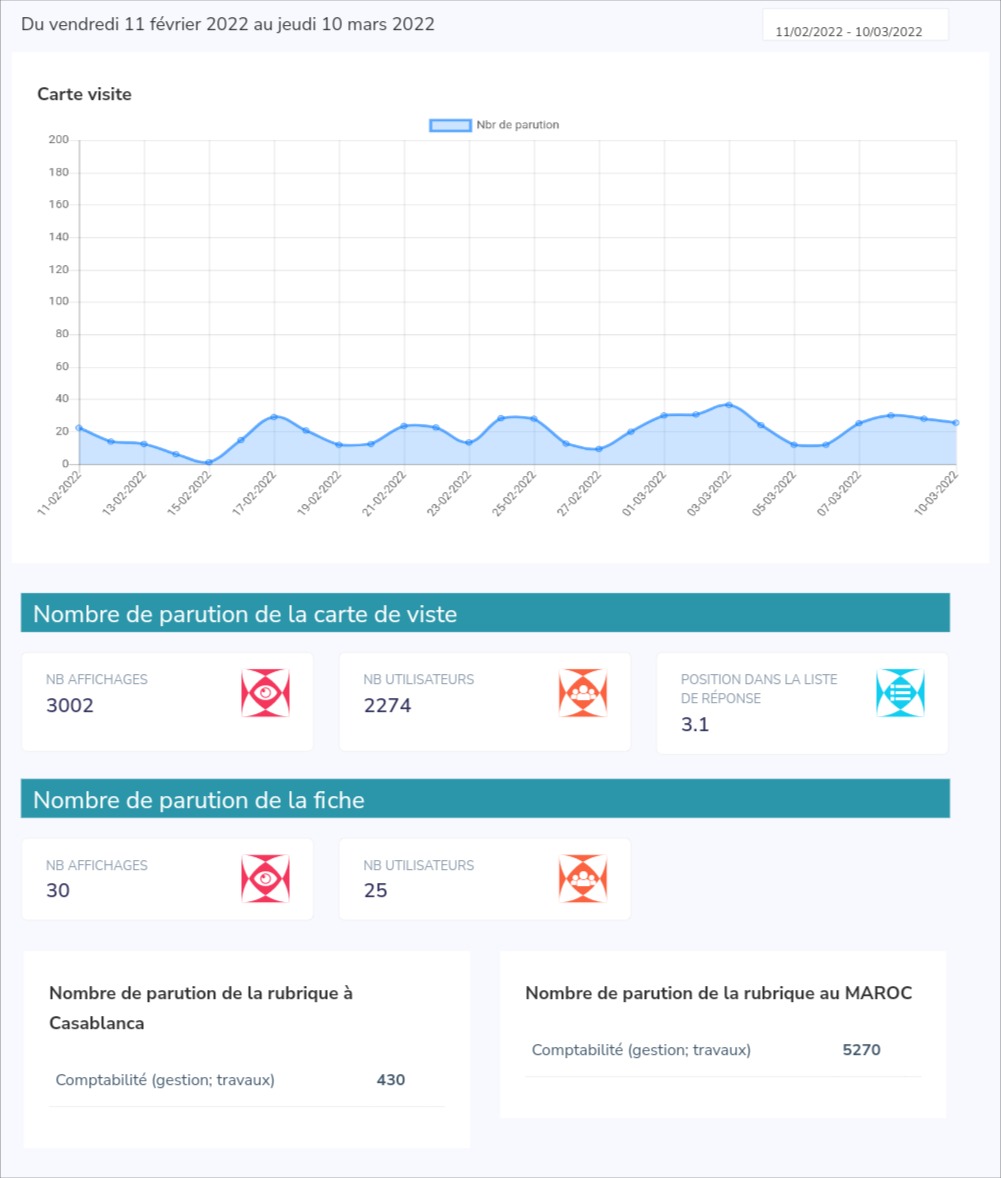 Du vendredi 11 février 2022 au jeudi 10 mars 2022
11/02/2022 - 10/03/2022
Carte visite
Nbr de parution
200
180
160
140
120
100
80
60
40
20
0
11-02-2022
13-02-2022
15-02-2022
17-02-2022
19-02-2022
21-02-2022
23-02-2022
25-02-2022
27-02-2022
01-03-2022
03-03-2022
05-03-2022
07-03-2022
10-03-2022
Nombre de parution de la carte de viste
NB AFFICHAGES
3002
NB UTILISATEURS
2274
POSITION DANS LA LISTE
DE RÉPONSE
3.1
Nombre de parution de la fiche
NB AFFICHAGES
30
NB UTILISATEURS
25
Nombre de parution de la rubrique à
Casablanca
Comptabilité (gestion; travaux) 430
Nombre de parution de la rubrique au MAROC
Comptabilité (gestion; travaux) 5270